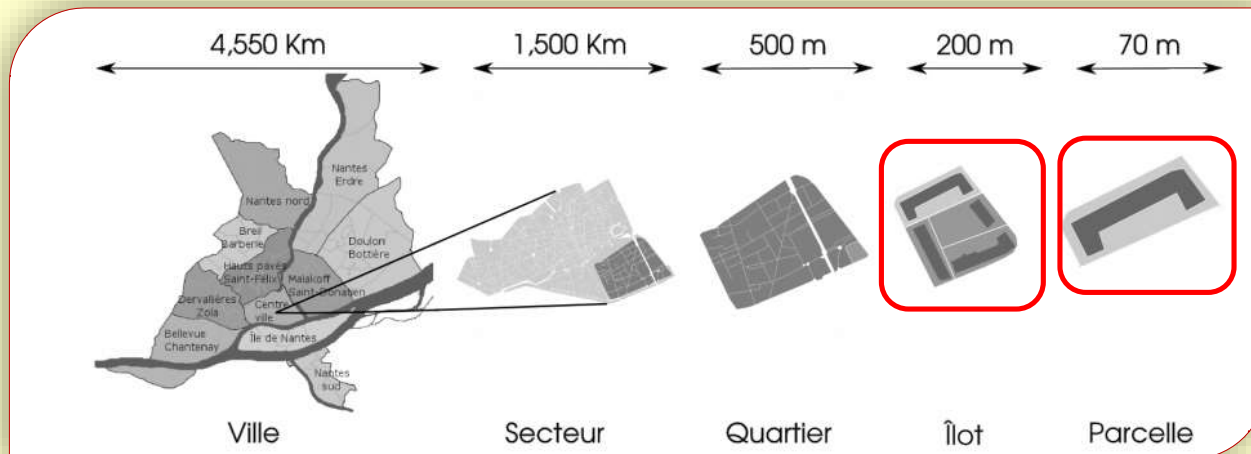 4,550 Km 1,500 Km 500 m 200 m 70 m
Nantes
Erdre
Nantes nord
Breil
Barberie
Doulon
Bottière
Hauts pavés
Saint-Félix
Malakoff
Saint-Donatien
Dervallières
Zola
Centre
ville
Bellevue
Chantenay
Île de Nantes
Nantes
sud
Ville Secteur Quartier Îlot Parcelle